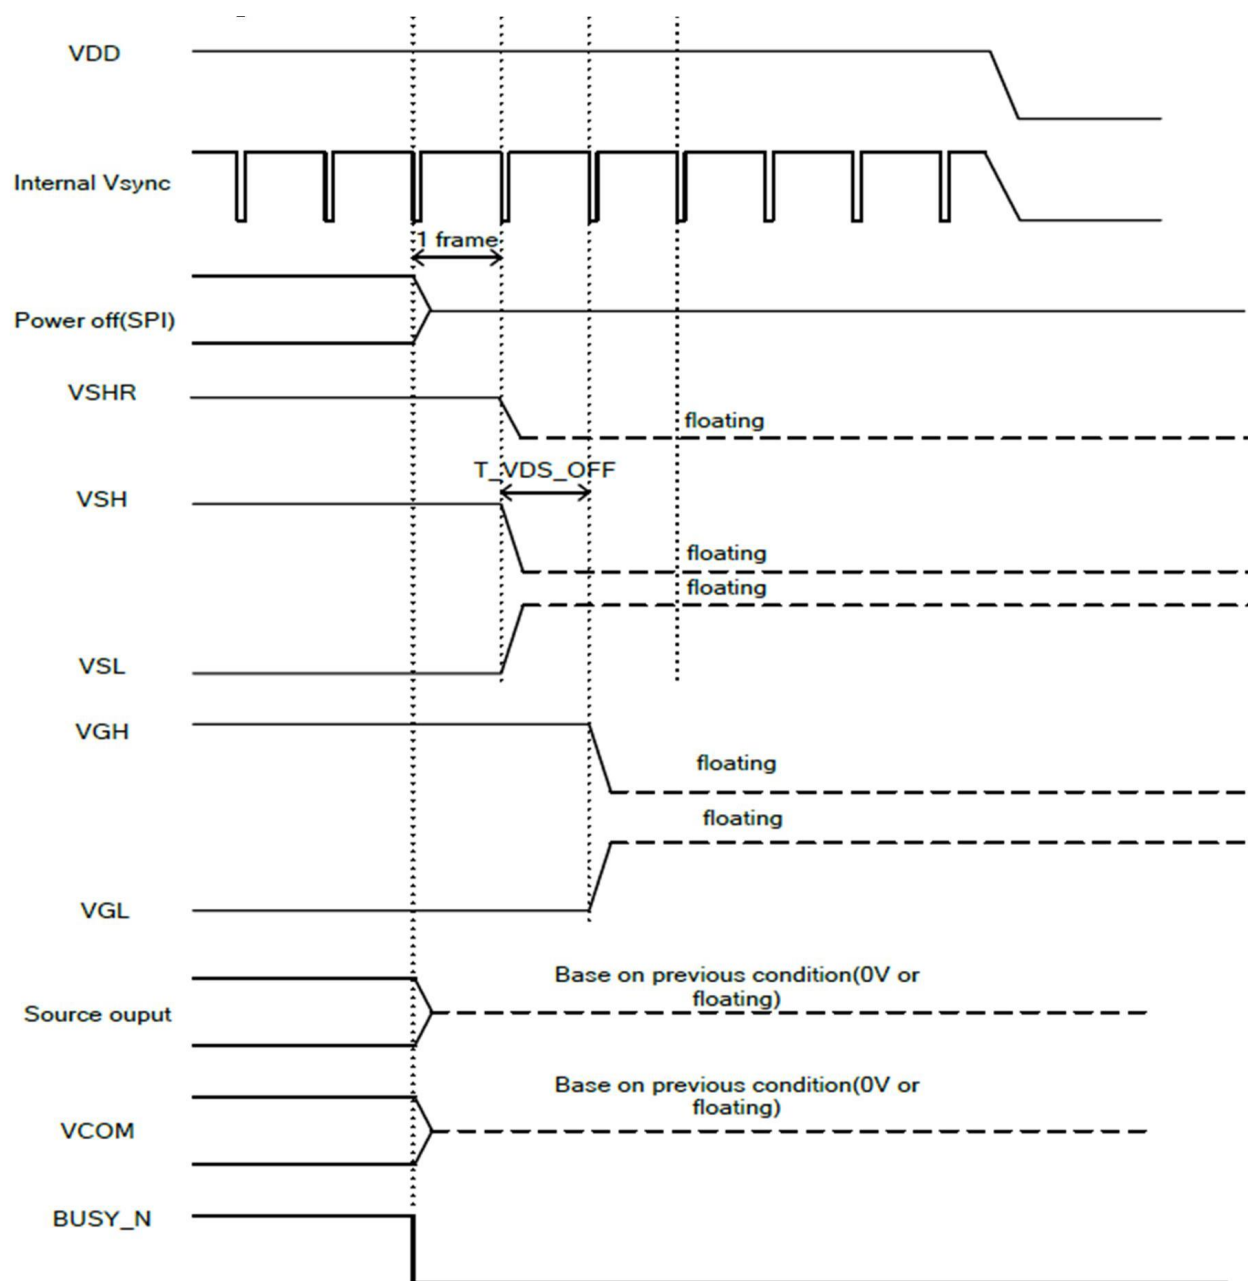 VDD
Internal Vsync
1 frame
Power off(SPI)
VSHR
floating
T_VDS_OFF
VSH
floating
floating
VSL
VGH
floating
floating
VGL
Base on previous condition(0V or
floating)
Source ouput
Base on previous condition(0V or
floating)
VCOM
BUSY_N